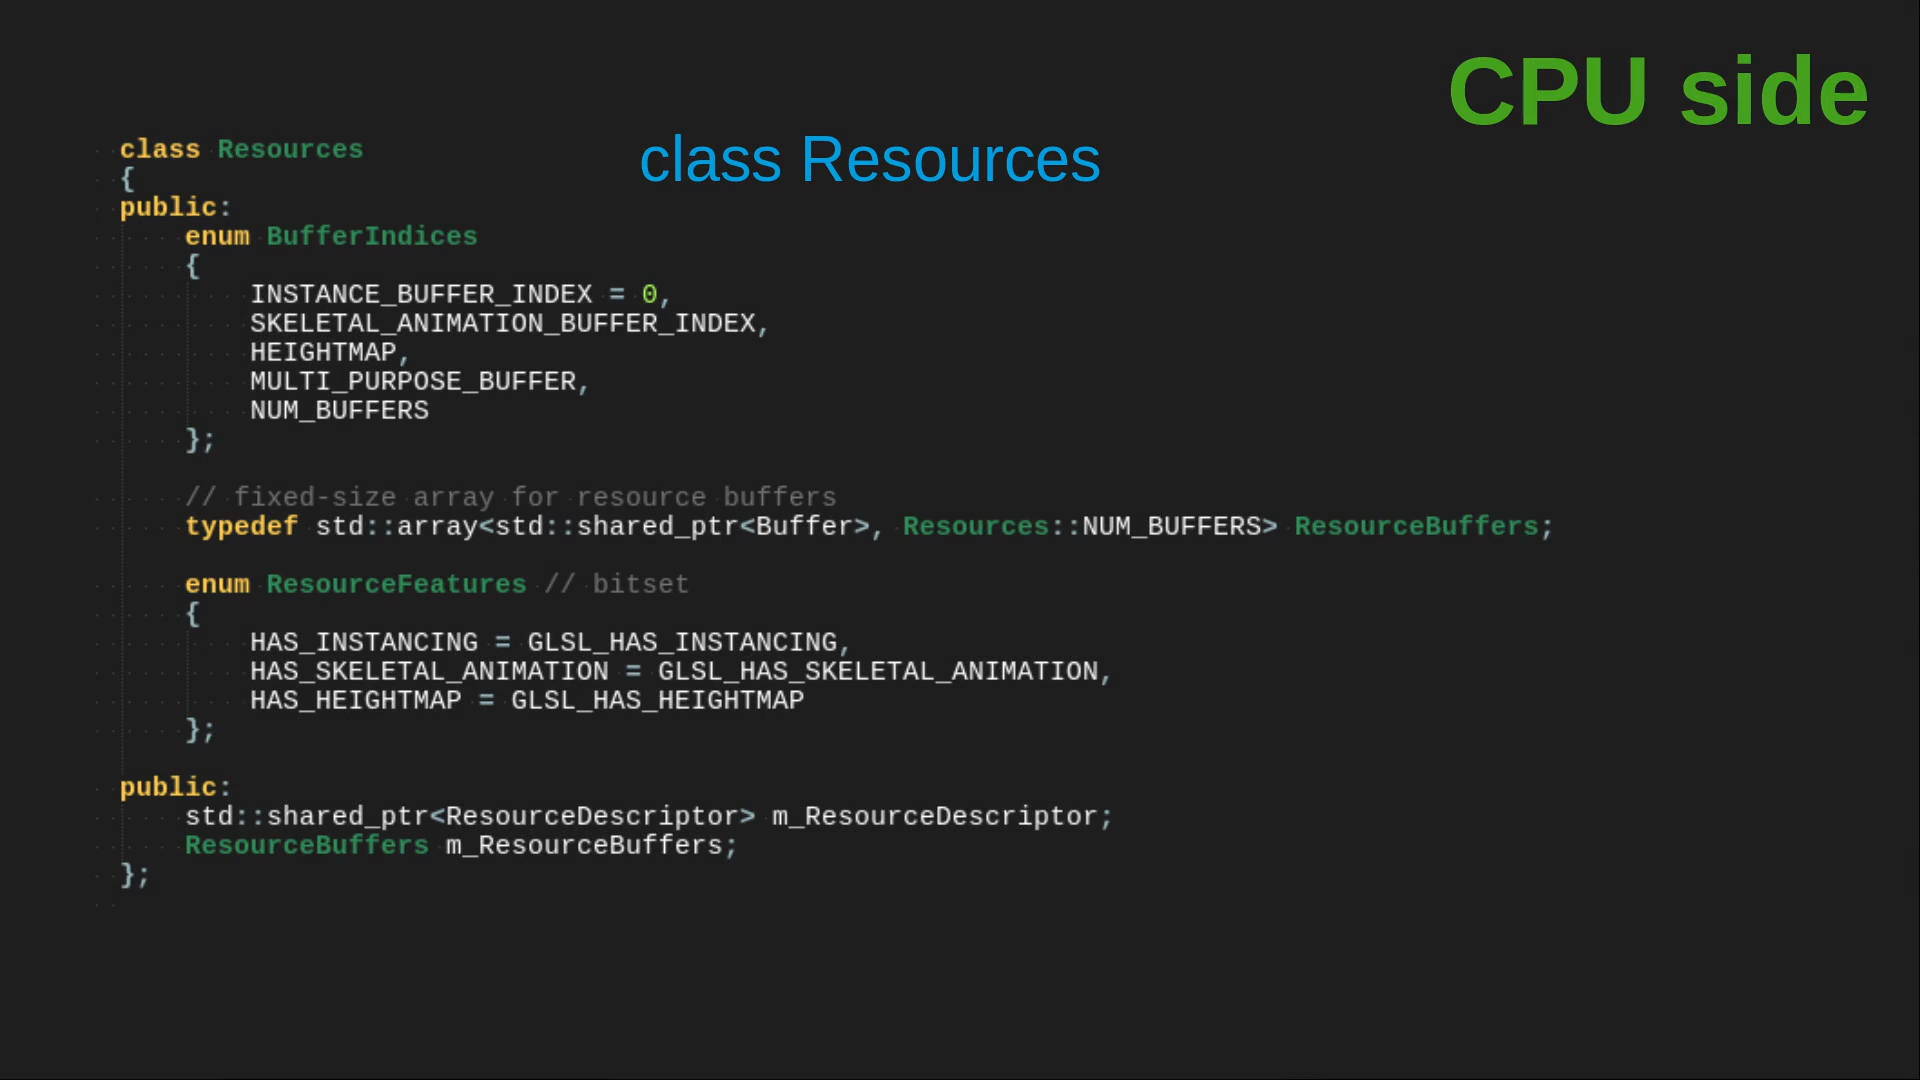 CPU side
class Resources
class Resources
{
public:
    enum BufferIndices
    {
        INSTANCE_BUFFER_INDEX = 0,
        SKELETAL_ANIMATION_BUFFER_INDEX,
        HEIGHTMAP,
        MULTI_PURPOSE_BUFFER,
        NUM_BUFFERS
    };
    // fixed-size array for resource buffers
    typedef std::array<std::shared_ptr<Buffer>, Resources::NUM_BUFFERS> ResourceBuffers;
    enum ResourceFeatures // bitset
    {
        HAS_INSTANCING = GLSL_HAS_INSTANCING,
        HAS_SKELETAL_ANIMATION = GLSL_HAS_SKELETAL_ANIMATION,
        HAS_HEIGHTMAP = GLSL_HAS_HEIGHTMAP
    };
public:
    std::shared_ptr<ResourceDescriptor> m_ResourceDescriptor;
    ResourceBuffers m_ResourceBuffers;
};